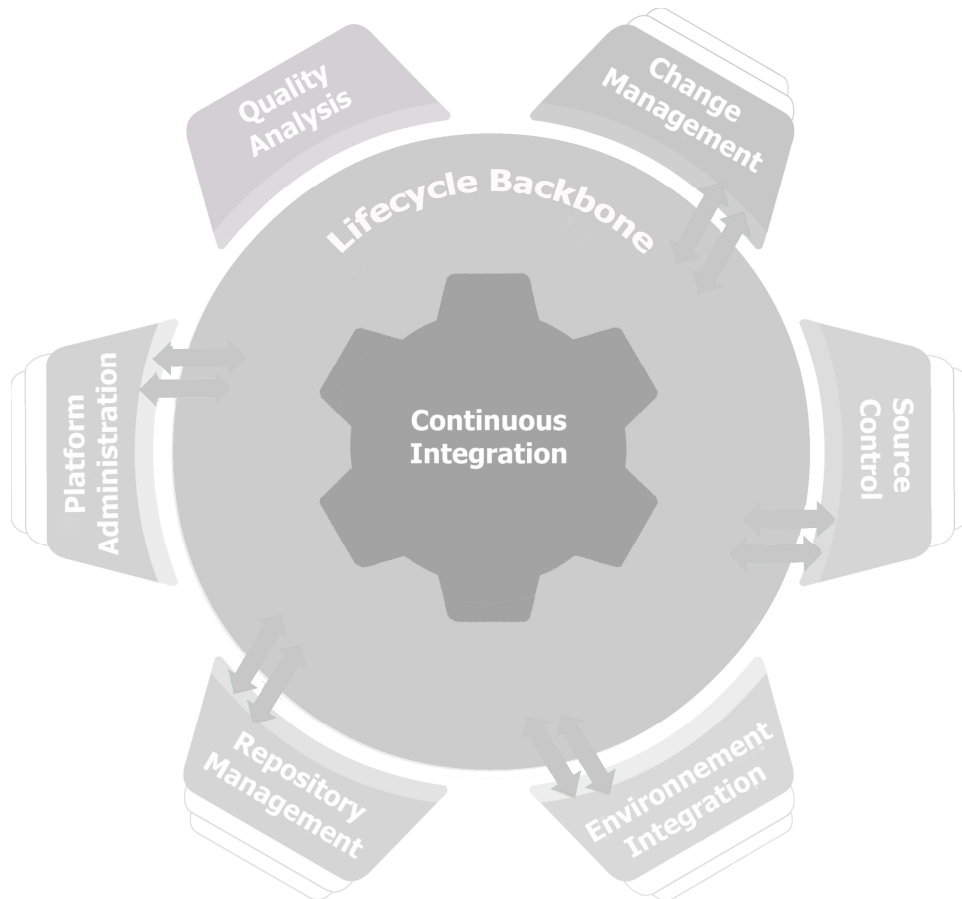 Quality
Analysis
Change
Management
Lifecycle Backbone
Platform
Administration
Continuous
Integration
Source
Control
Repository
Management
Environnement
Integration